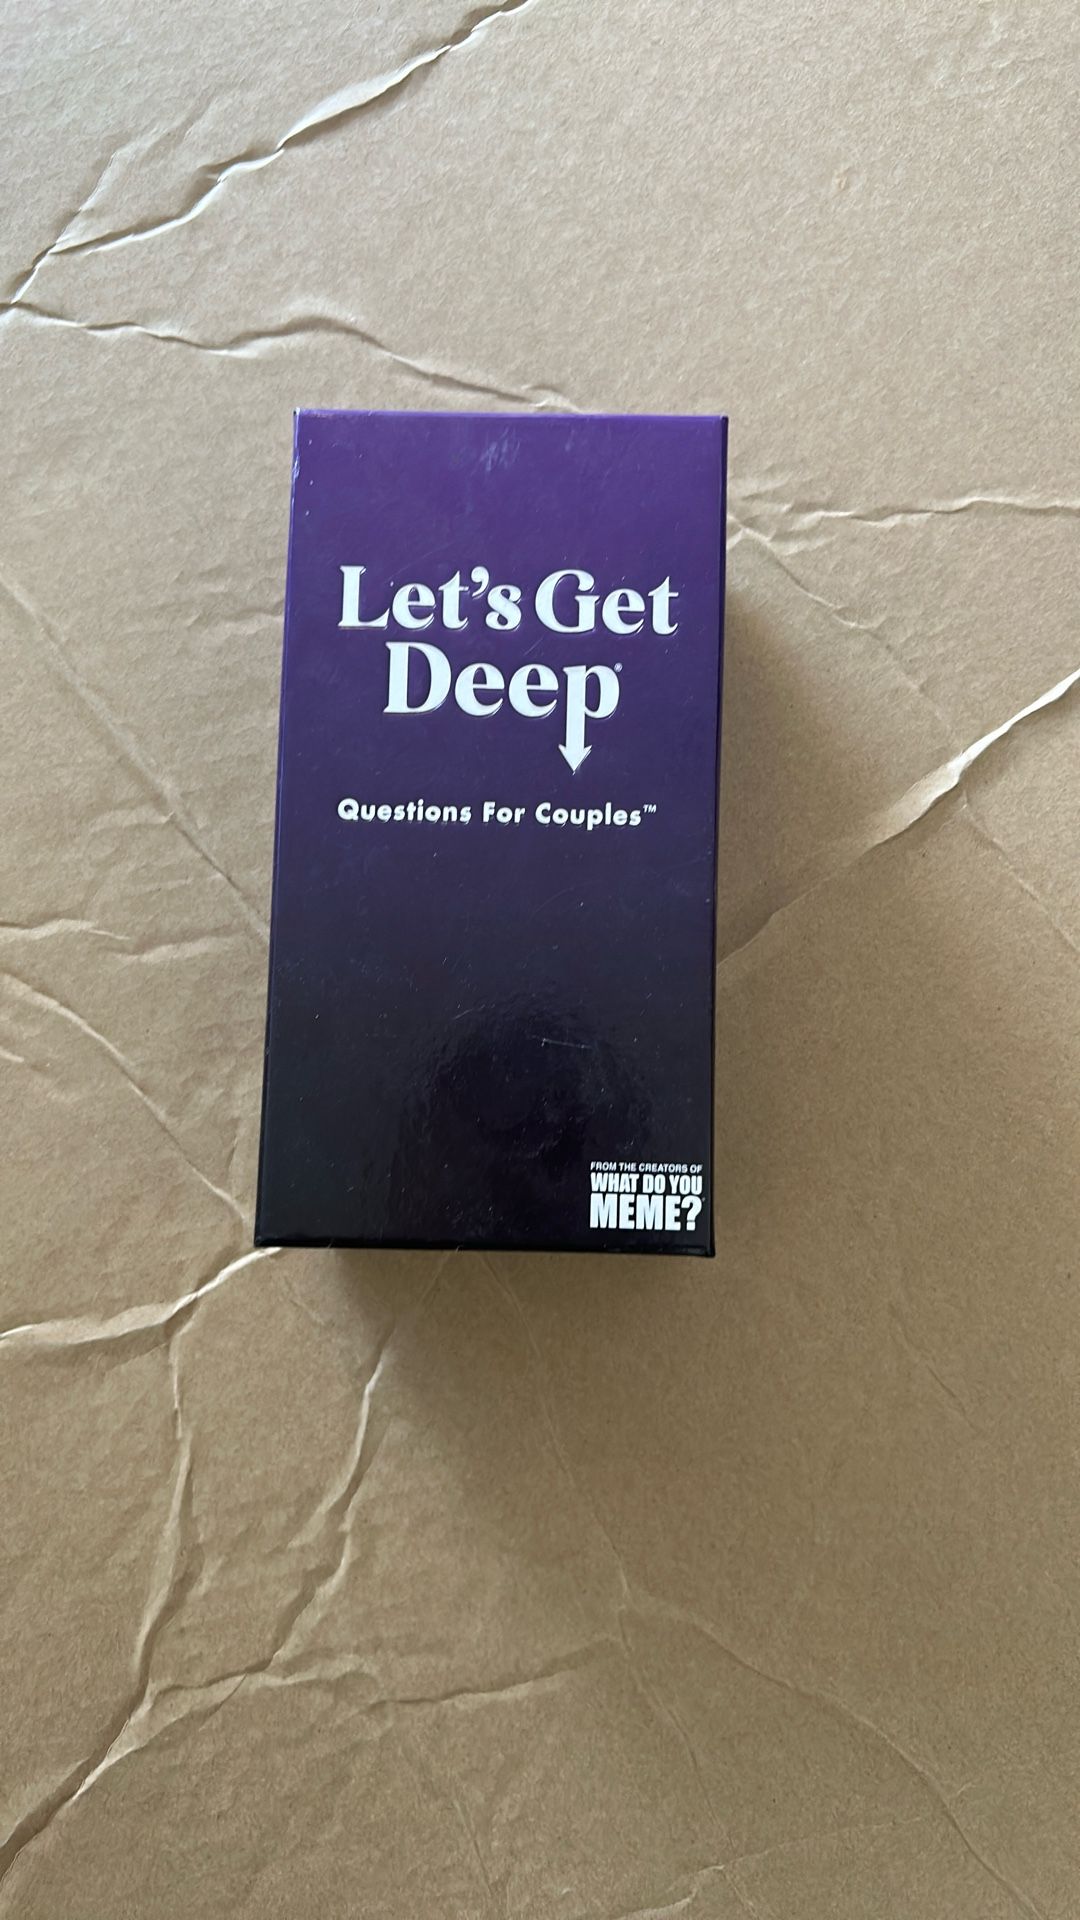 Let's Get
Deep®
Questions For Couples™
FROM THE CREATORS OF
WHAT DO YOU
MEME?